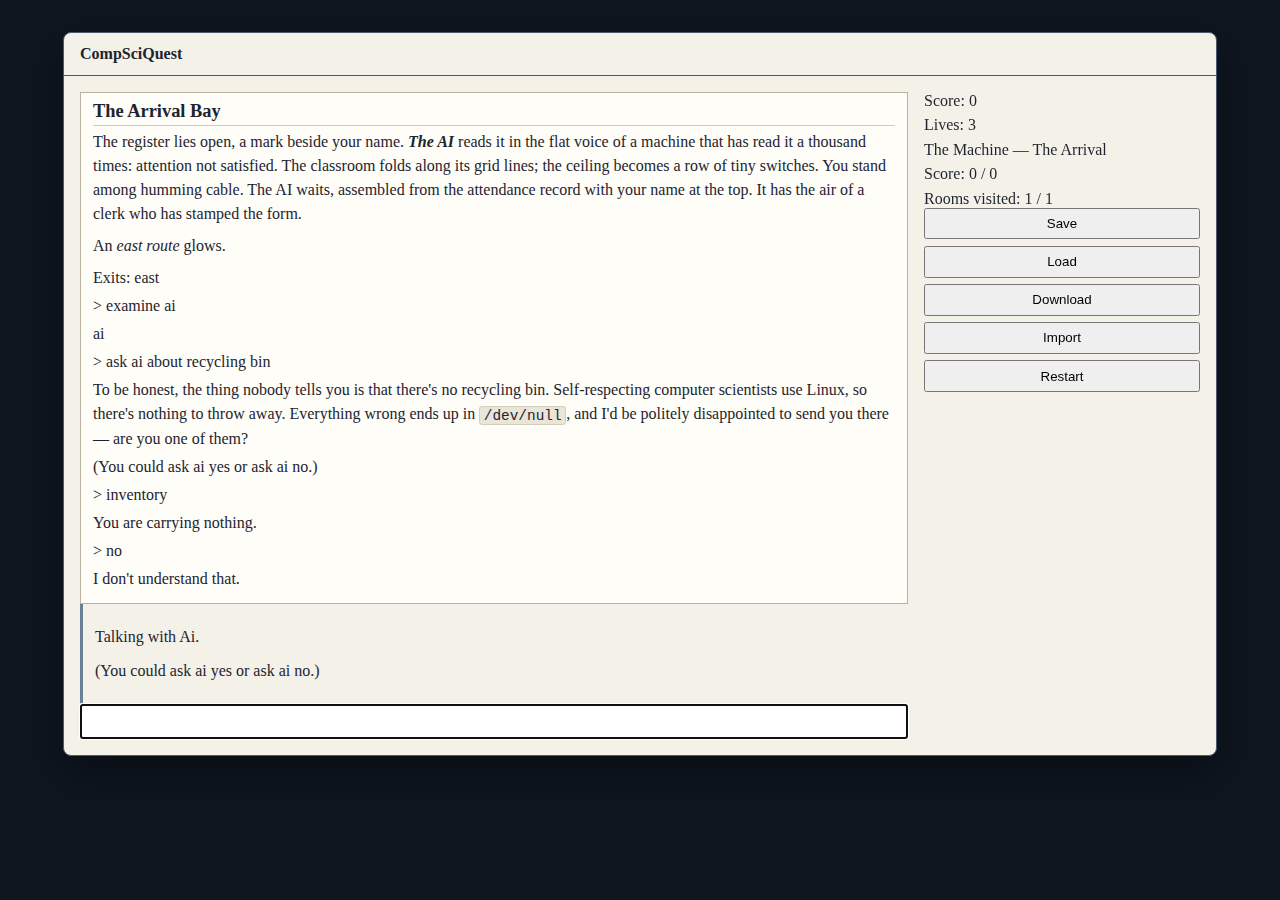 CompSciQuest
The Arrival Bay
The register lies open, a mark beside your name. The AI reads it in the flat voice of a machine that has read it a thousand
times: attention not satisfied. The classroom folds along its grid lines; the ceiling becomes a row of tiny switches. You stand
among humming cable. The AI waits, assembled from the attendance record with your name at the top. It has the air of a
clerk who has stamped the form.
An east route glows.
Exits: east
> examine ai
ai
> ask ai about recycling bin
To be honest, the thing nobody tells you is that there's no recycling bin. Self-respecting computer scientists use Linux, so
there's nothing to throw away. Everything wrong ends up in /dev/null, and I'd be politely disappointed to send you there
— are you one of them?
(You could ask ai yes or ask ai no.)
> inventory
You are carrying nothing.
> no
I don't understand that.
Talking with Ai.
(You could ask ai yes or ask ai no.)
Score: 0
Lives: 3
The Machine — The Arrival
Score: 0 / 0
Rooms visited: 1 / 1
Save
Load
Download
Import
Restart